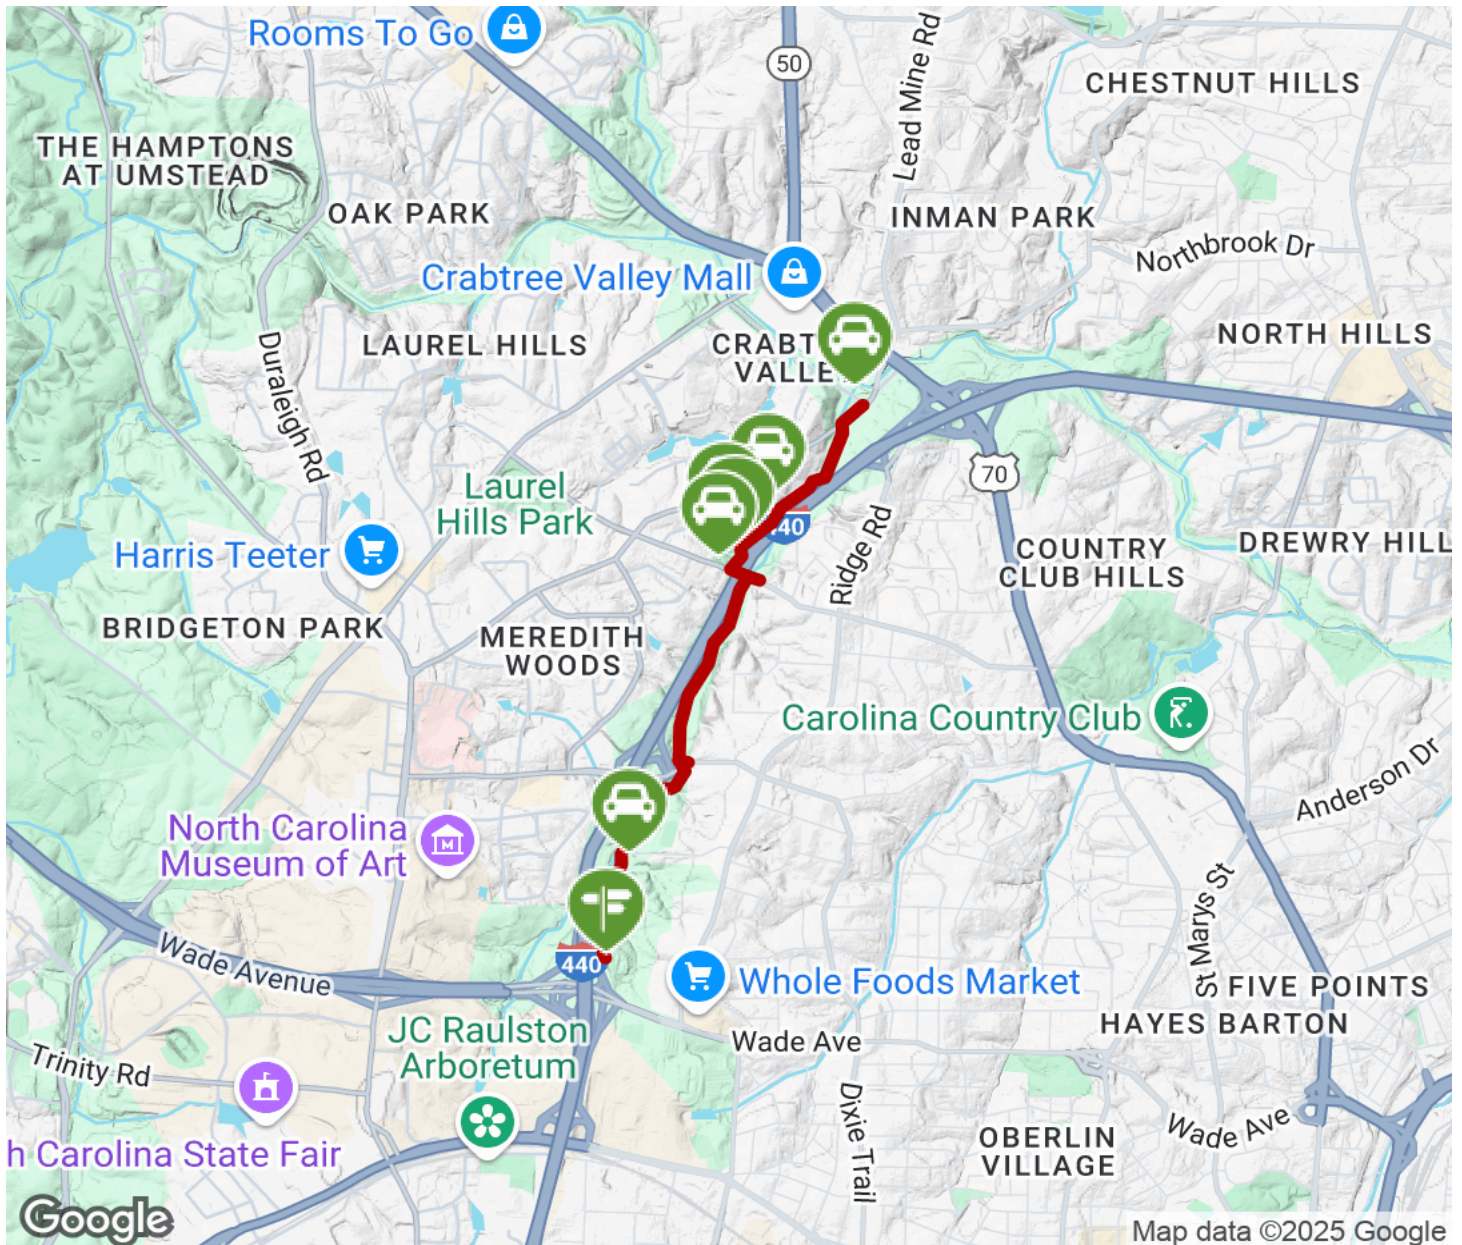 Rooms To Go
50
Lead Mine Rd
CHESTNUT HILLS
THE HAMPTONS
AT UMSTEAD
OAK PARK
INMAN PARK
Northbrook Dr
Crabtree Valley Mall
NORTH HILLS
LAUREL HILLS
CRABT
VALLE
Duraleigh Rd
70
Laurel
Hills Park
40
Ridge Rd
COUNTRY
CLUB HILLS
DREWRY HILL
Harris Teeter
BRIDGETON PARK
MEREDITH
WOODS
Carolina Country Club
Anderson Dr
North Carolina
Museum of Art
St Marys St
Wade Avenue
440
Whole Foods Market
FIVE POINTS
HAYES BARTON
JC Raulston
Arboretum
Wade Ave
Trinity Rd
Dixie Trail
Wade Ave
OBERLIN
VILLAGE
h Carolina State Fair
Google
Map data ©2025 Google